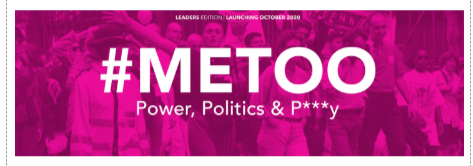 LEADERS EDITION | LAUNCHING OCTOBER 2020
#METOO
Power, Politics & P***y